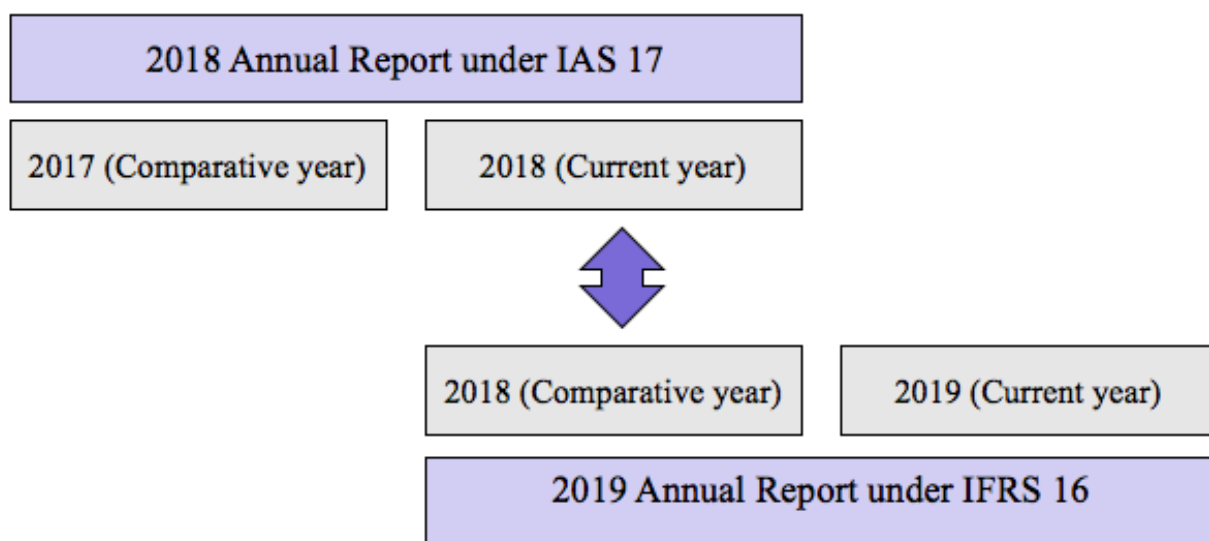 2018 Annual Report under IAS 17
2017 (Comparative year)
2018 (Current year)
2018 (Comparative year)
2019 (Current year)
2019 Annual Report under IFRS 16